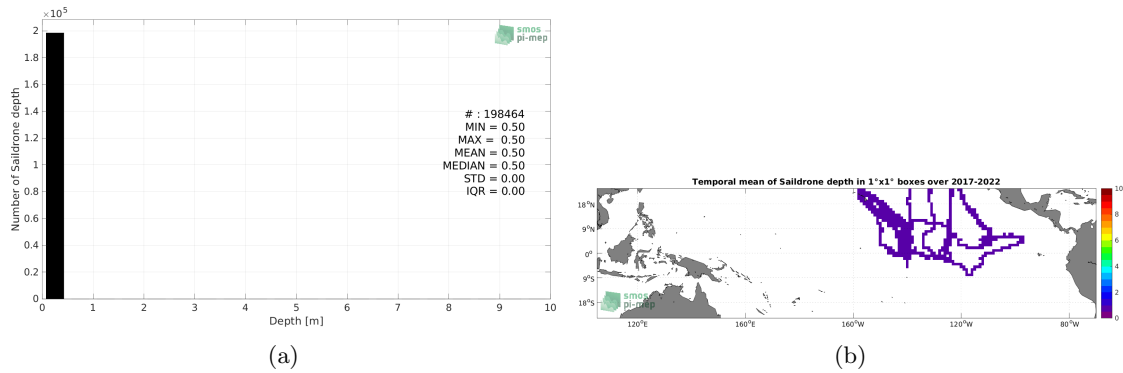 ×10⁵
2
1.8
1.6
1.4
1.2
1
0.8
0.6
0.4
0.2
0
Number of Saildrone depth
smos
pi-mep
# : 198464
MIN = 0.50
MAX = 0.50
MEAN = 0.50
MEDIAN = 0.50
STD = 0.00
IQR = 0.00
0 1 2 3 4 5 6 7 8 9 10
Depth [m]
(a)
Temporal mean of Saildrone depth in 1°x1° boxes over 2017-2022
18°N
9°N
0°
9°S
18°S
smos
pi-mep
120°E 160°E 160°W 120°W 80°W
10
8
6
4
2
0
(b)